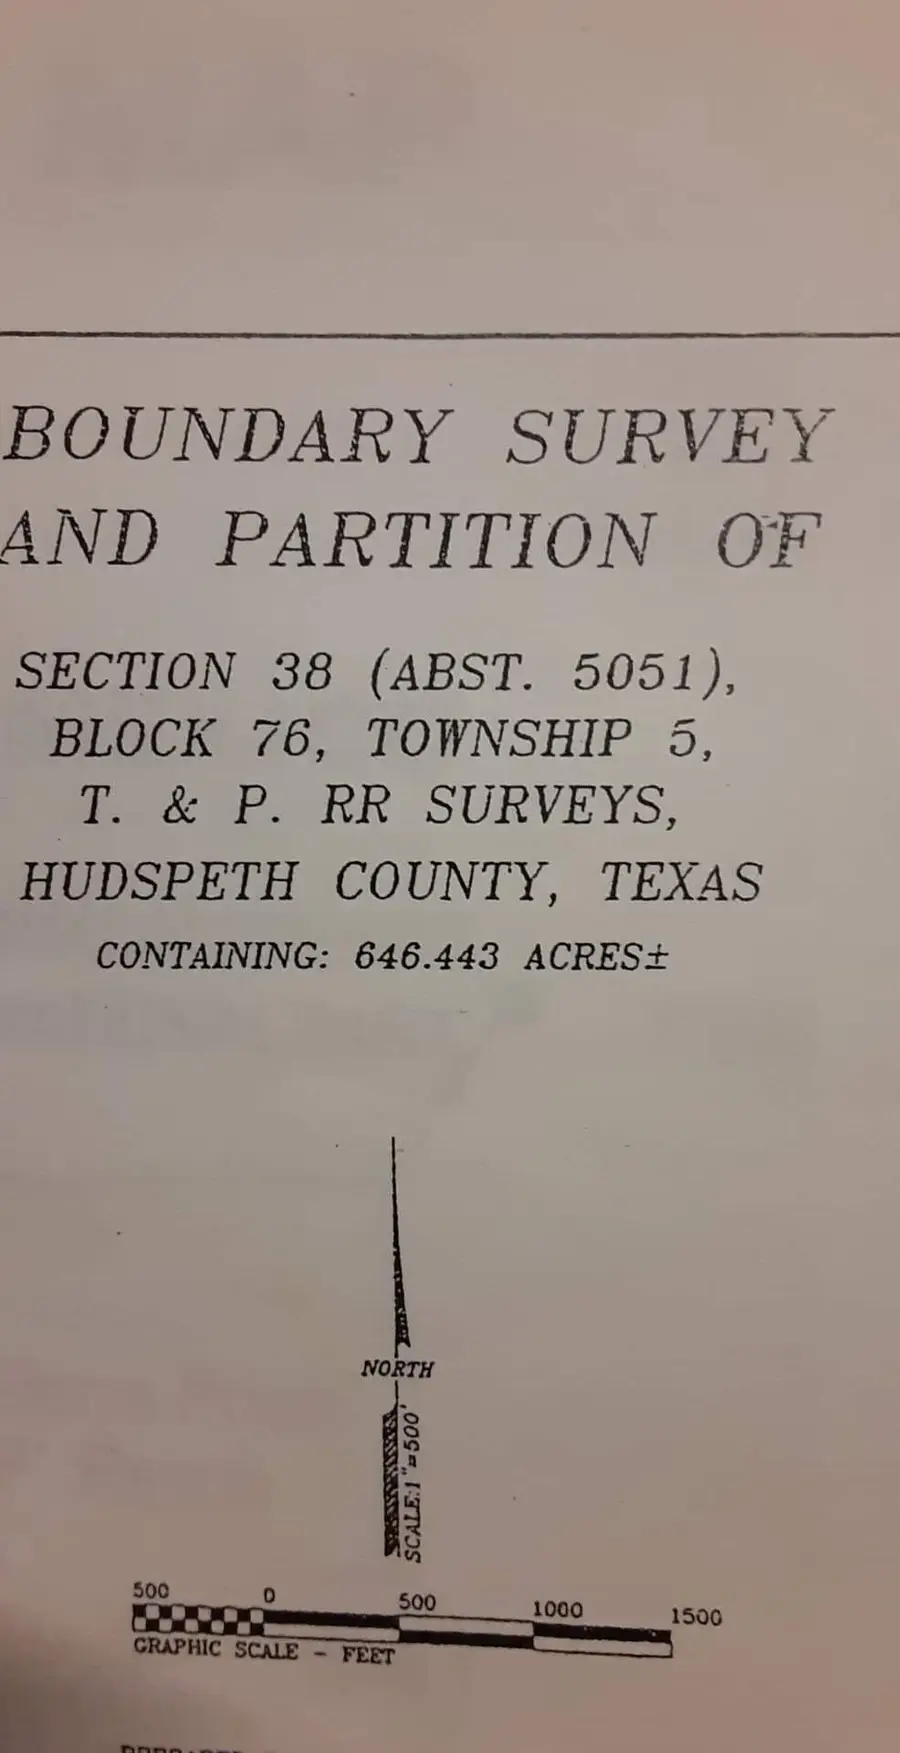 BOUNDARY SURVEY
AND PARTITION OF
SECTION 38 (ABST. 5051),
BLOCK 76, TOWNSHIP 5,
T. & P. RR SURVEYS,
HUDSPETH COUNTY, TEXAS
CONTAINING: 646.443 ACRES±
NORTH
SCALE:1"=500'
500 0 500 1000 1500
GRAPHIC SCALE - FEET